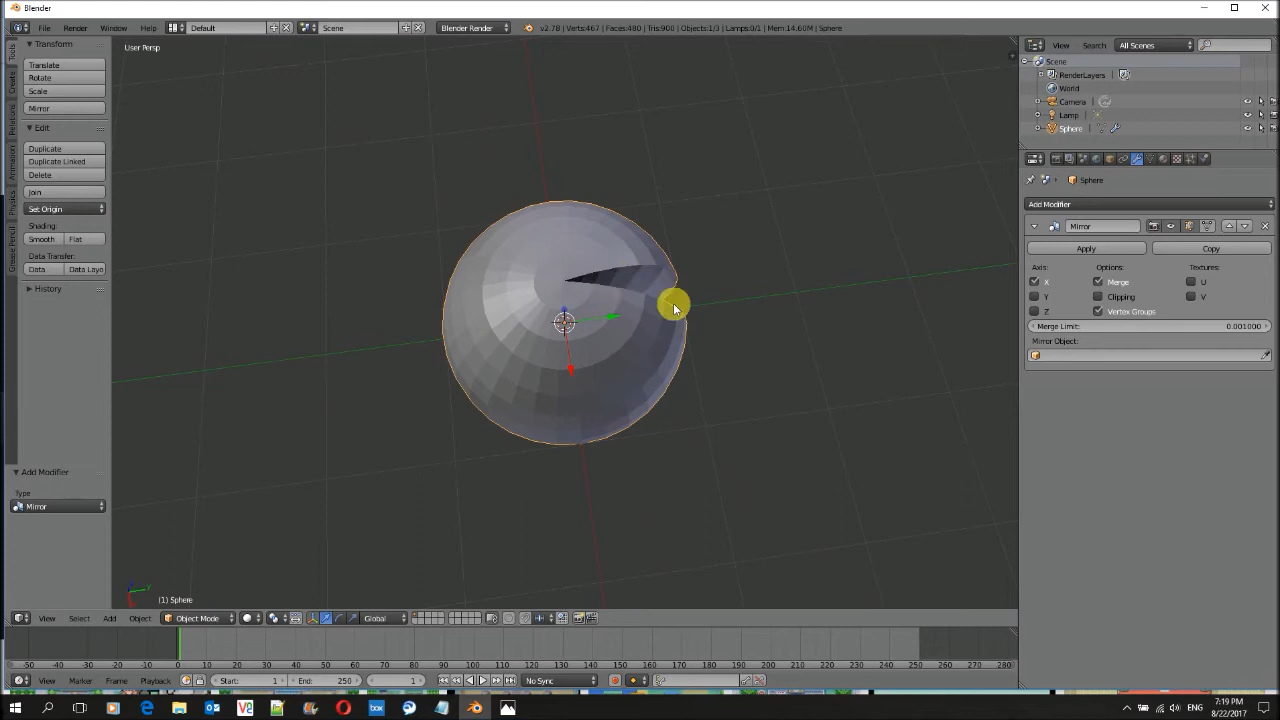 Blender
File Render Window Help Default Scene Blender Render v2.78 | Verts:467 | Faces:480 | Tris:900 | Objects:1/3 | Lamps:0/1 | Mem:14.60M | Sphere
Tools
Create
Relations
Animation
Physics
Grease Pencil
Transform
Translate
Rotate
Scale
Mirror
Edit
Duplicate
Duplicate Linked
Delete
Join
Set Origin
Shading:
Smooth Flat
Data Transfer:
Data Data Layo
History
Add Modifier
Type
Mirror
User Persp
(1) Sphere
View Select Add Object Object Mode Global
-50 -40 -30 -20 -10 0 10 20 30 40 50 60 70 80 90 100 110 120 130 140 150 160 170 180 190 200 210 220 230 240 250 260 270 280
View Marker Frame Playback Start: 1 End: 250 1 No Sync
View Search All Scenes
Scene
RenderLayers
World
Camera
Lamp
Sphere
Sphere
Add Modifier
Mirror
Apply Copy
Axis: Options: Textures:
X Merge U
Y Clipping V
Z Vertex Groups
Merge Limit: 0.001000
Mirror Object:
ENG 7:19 PM
8/22/2017